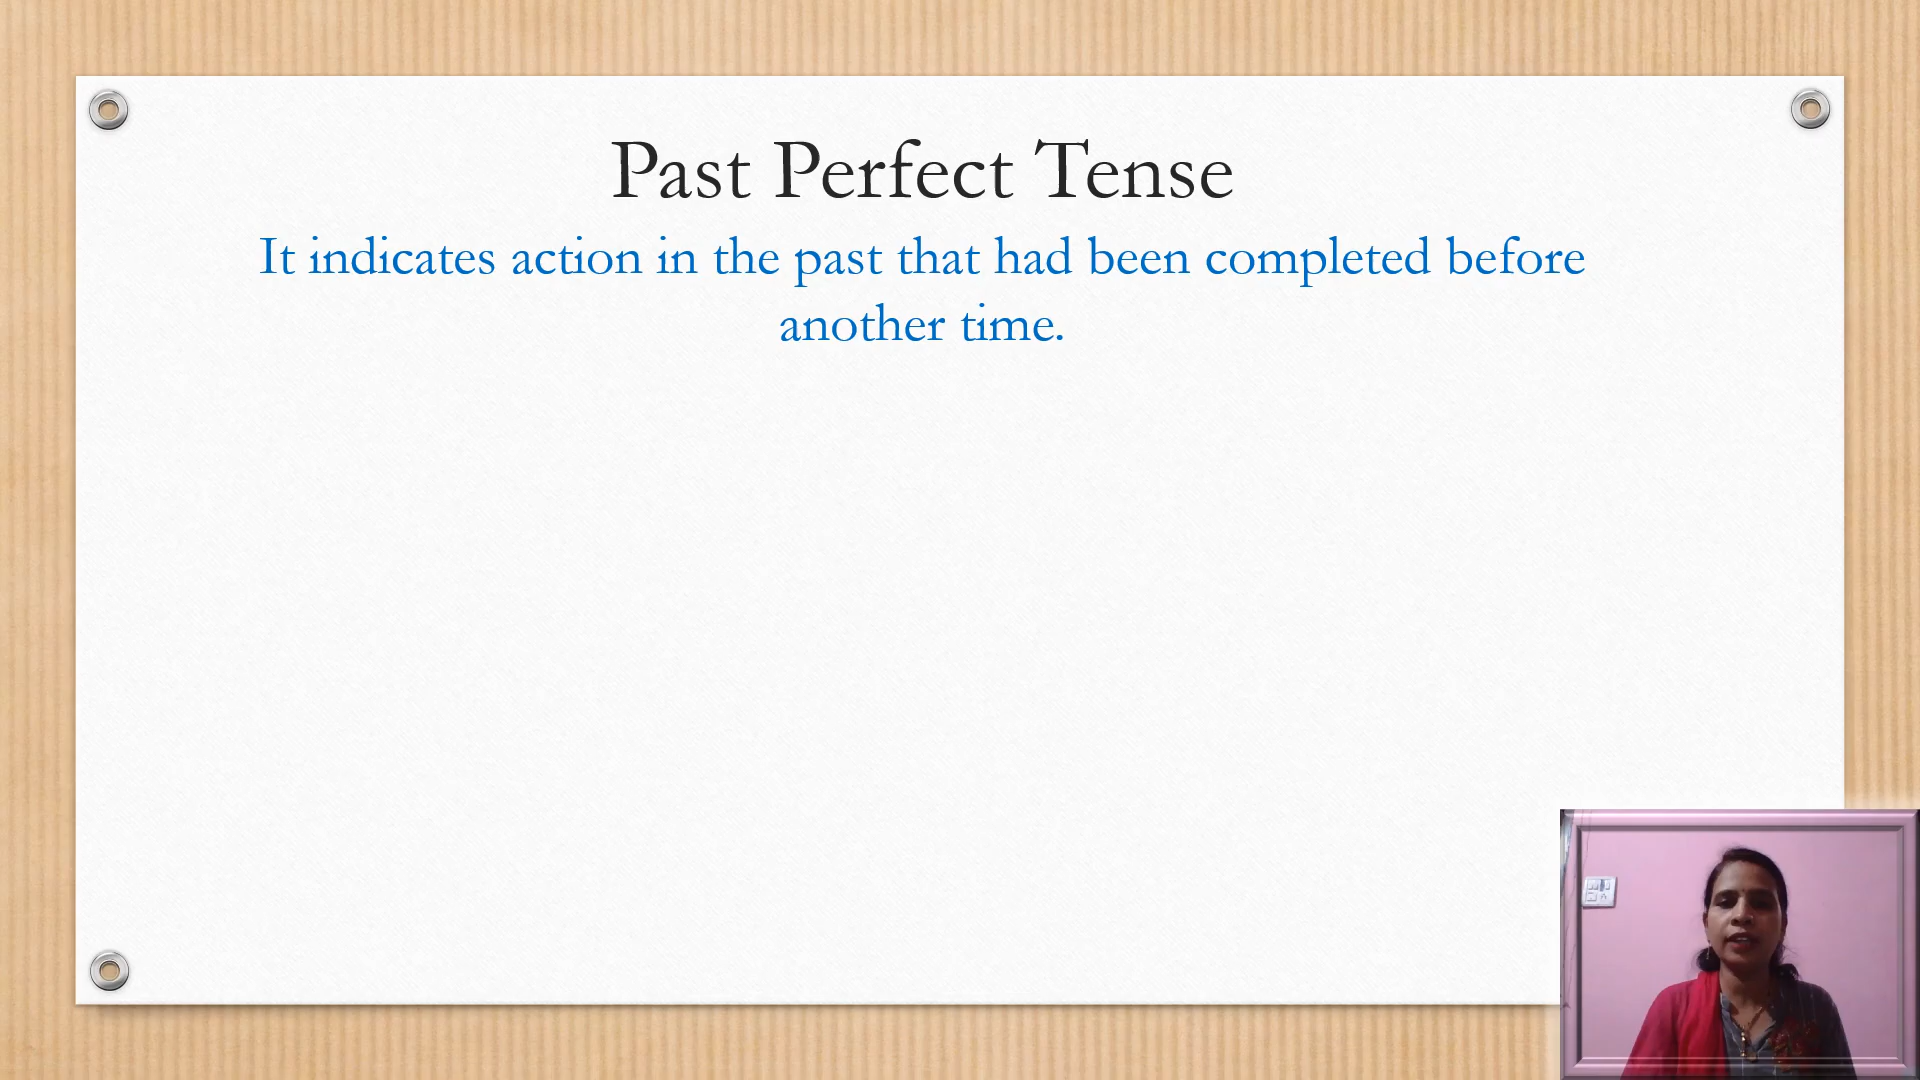 Past Perfect Tense
It indicates action in the past that had been completed before
another time.